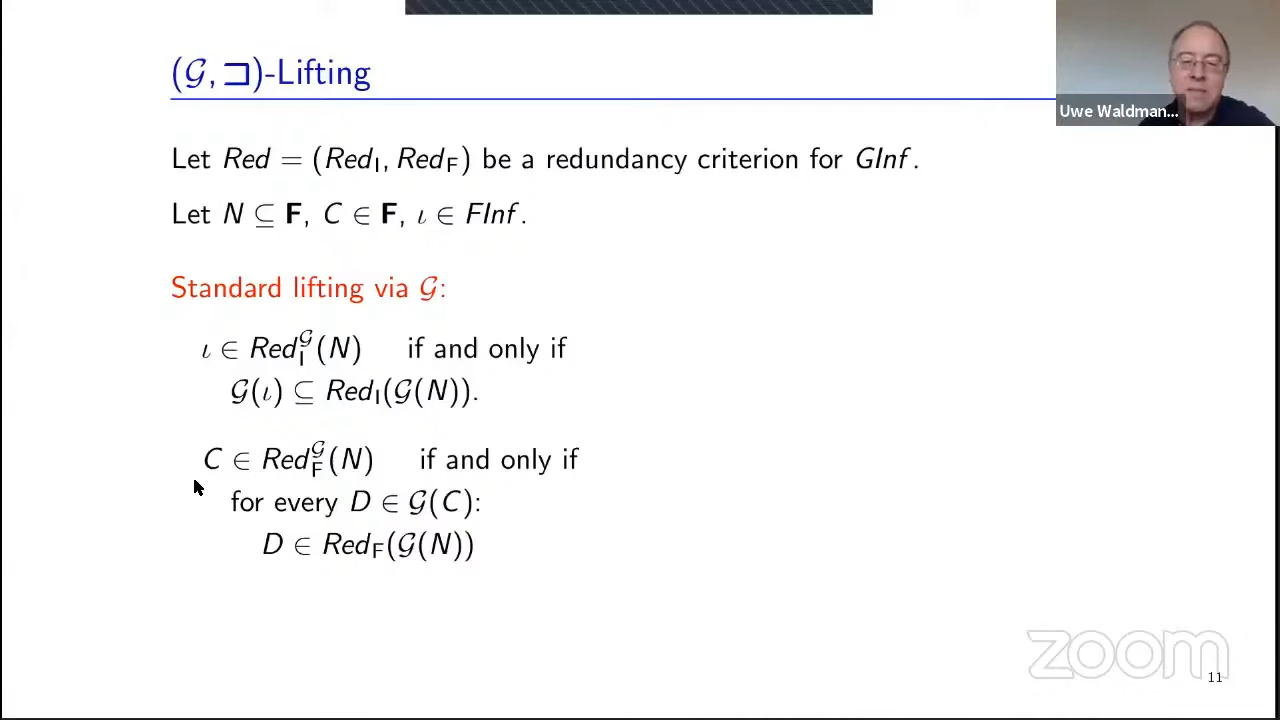 (𝒢, ⊐)-Lifting
Uwe Waldman...
Let Red = (Red_I, Red_F) be a redundancy criterion for GInf.
Let N ⊆ F, C ∈ F, ι ∈ FInf.
Standard lifting via 𝒢:
ι ∈ Red_I^𝒢(N) if and only if
𝒢(ι) ⊆ Red_I(𝒢(N)).
C ∈ Red_F^𝒢(N) if and only if
for every D ∈ 𝒢(C):
D ∈ Red_F(𝒢(N))
zoom
11